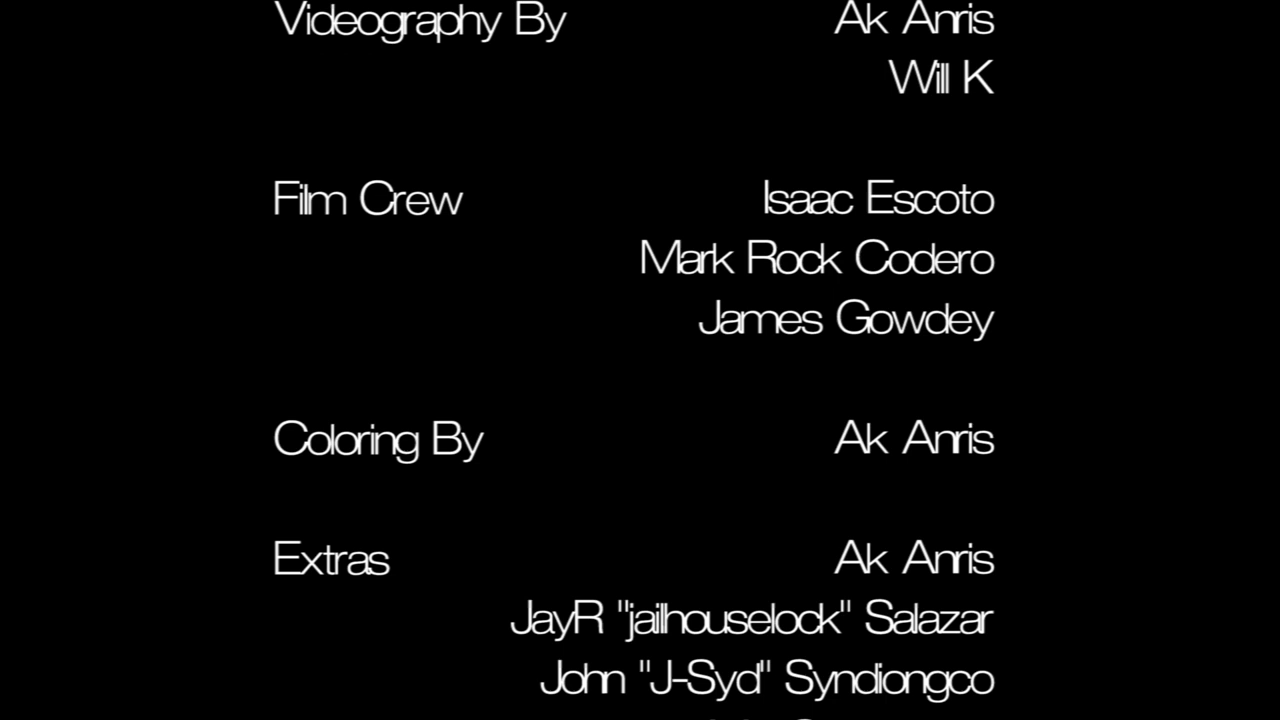 Videography By Ak Anris
Will K
Film Crew Isaac Escoto
Mark Rock Codero
James Gowdey
Coloring By Ak Anris
Extras Ak Anris
JayR "jailhouselock" Salazar
John "J-Syd" Syndiongco